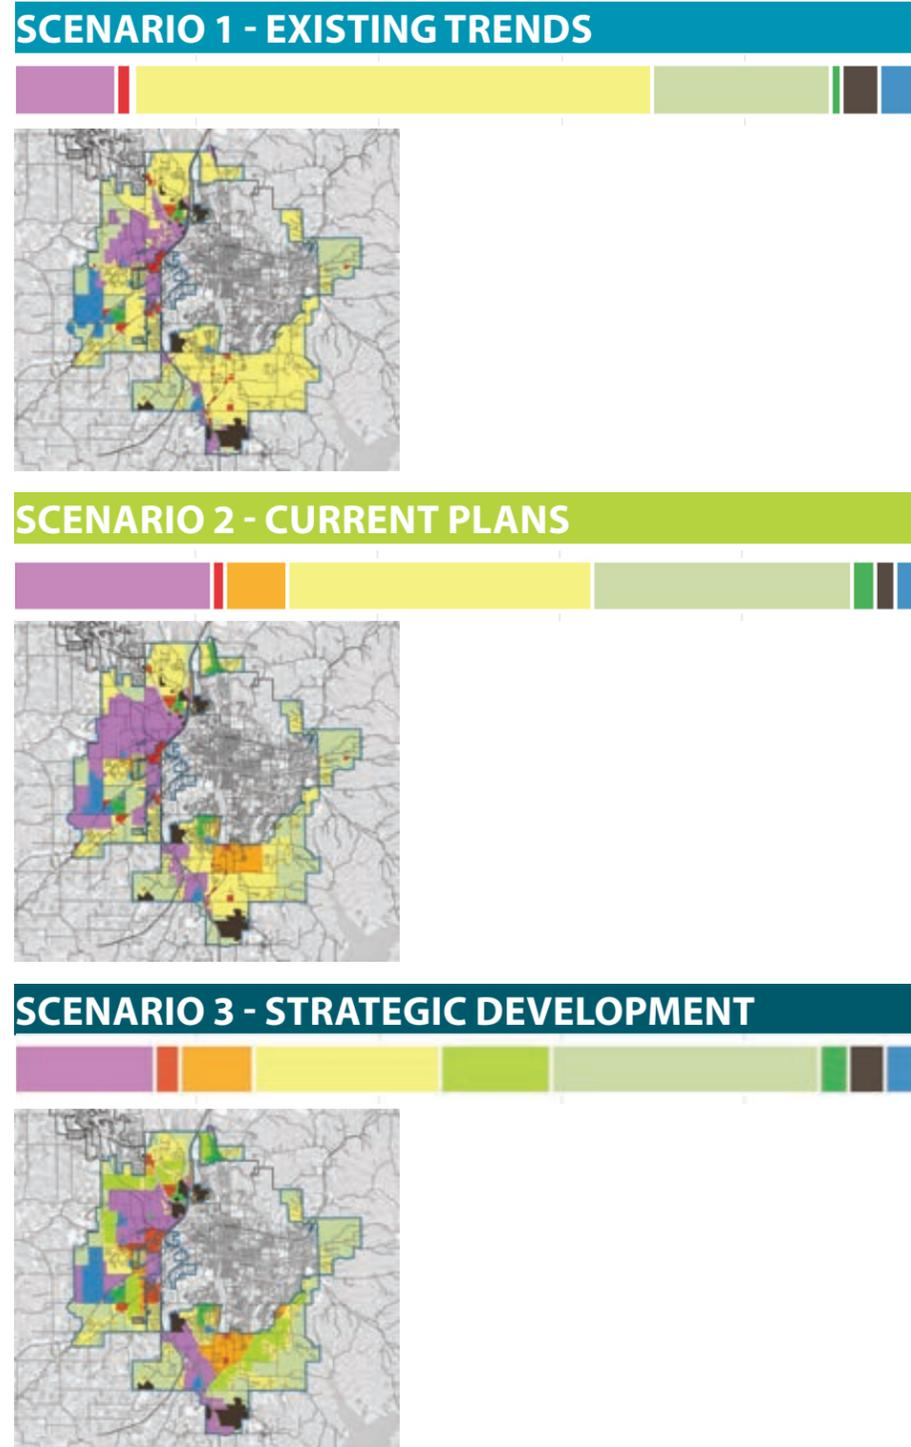 SCENARIO 1 - EXISTING TRENDS
SCENARIO 2 - CURRENT PLANS
SCENARIO 3 - STRATEGIC DEVELOPMENT